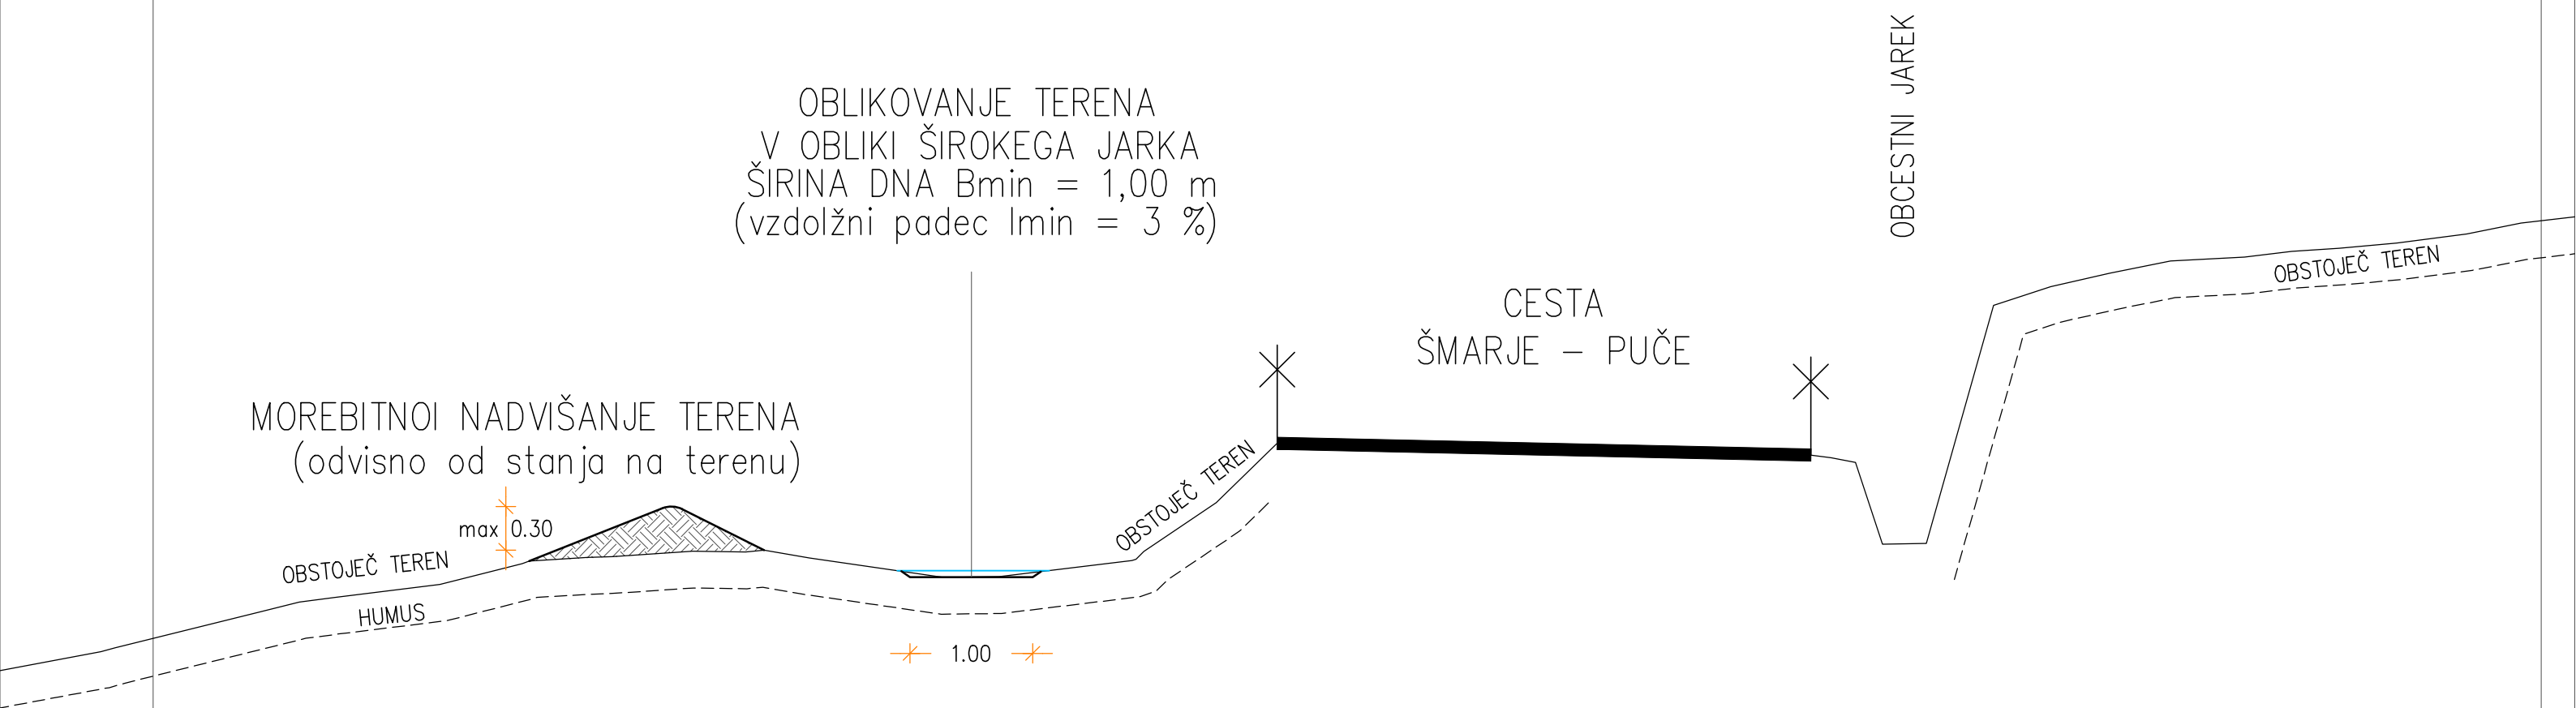 OBLIKOVANJE TERENA
V OBLIKI ŠIROKEGA JARKA
ŠIRINA DNA Bmin = 1,00 m
(vzdolžni padec Imin = 3 %)
OBCESTNI JAREK
CESTA
ŠMARJE – PUČE
OBSTOJEČ TEREN
MOREBITNOI NADVIŠANJE TERENA
(odvisno od stanja na terenu)
max 0.30
OBSTOJEČ TEREN
HUMUS
OBSTOJEČ TEREN
1.00